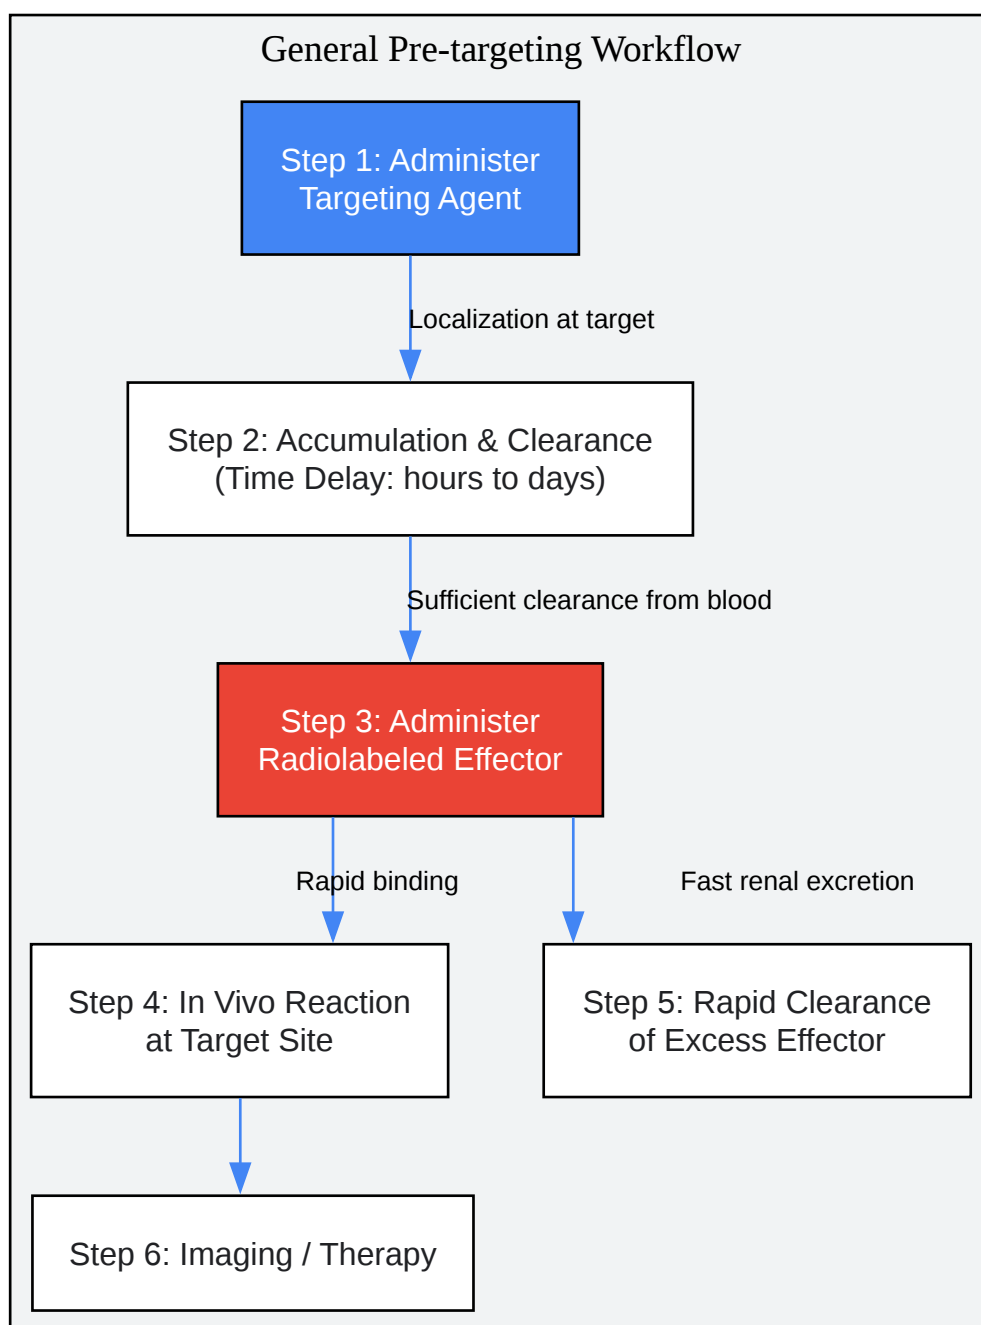 General Pre-targeting Workflow
Step 1: Administer
Targeting Agent
Localization at target
Step 2: Accumulation & Clearance
(Time Delay: hours to days)
Sufficient clearance from blood
Step 3: Administer
Radiolabeled Effector
Rapid binding
Fast renal excretion
Step 4: In Vivo Reaction
at Target Site
Step 5: Rapid Clearance
of Excess Effector
Step 6: Imaging / Therapy